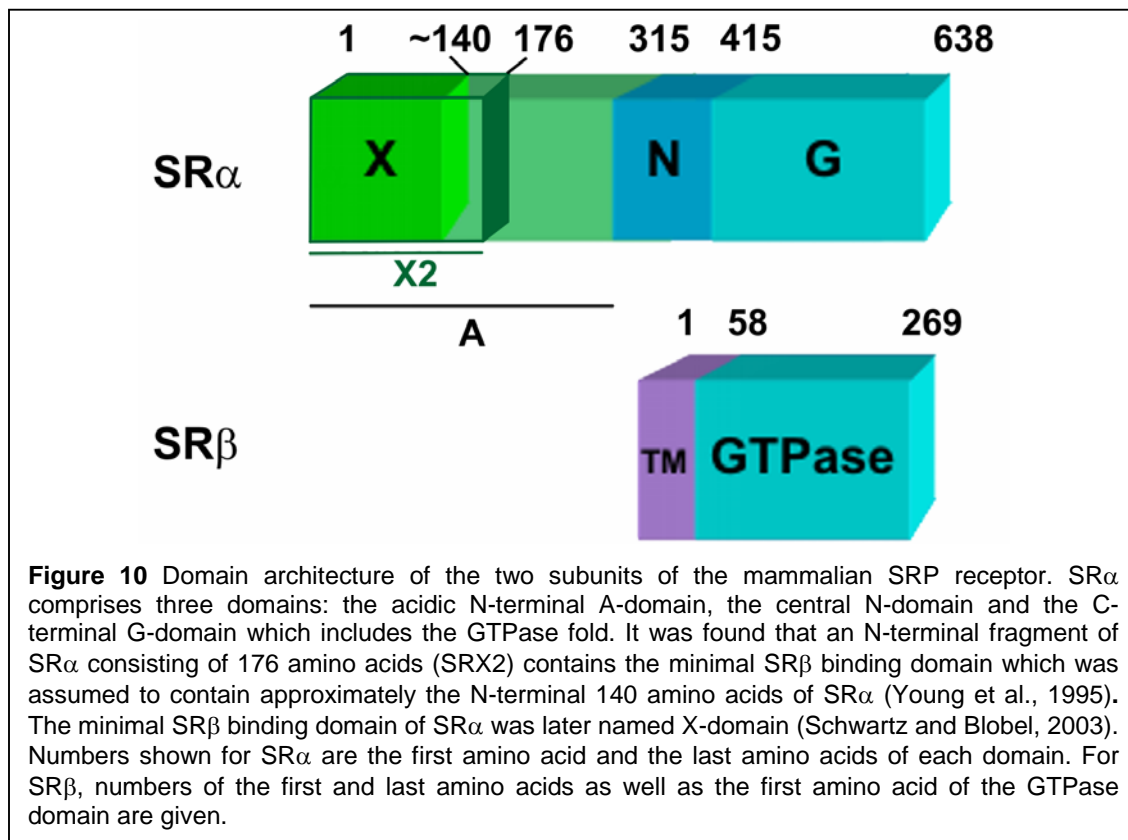 1 ~140 176 315 415 638
SRα X N G
X2
A
1 58 269
SRβ TM GTPase
Figure 10 Domain architecture of the two subunits of the mammalian SRP receptor. SRα
comprises three domains: the acidic N-terminal A-domain, the central N-domain and the C-
terminal G-domain which includes the GTPase fold. It was found that an N-terminal fragment of
SRα consisting of 176 amino acids (SRX2) contains the minimal SRβ binding domain which was
assumed to contain approximately the N-terminal 140 amino acids of SRα (Young et al., 1995).
The minimal SRβ binding domain of SRα was later named X-domain (Schwartz and Blobel, 2003).
Numbers shown for SRα are the first amino acid and the last amino acids of each domain. For
SRβ, numbers of the first and last amino acids as well as the first amino acid of the GTPase
domain are given.